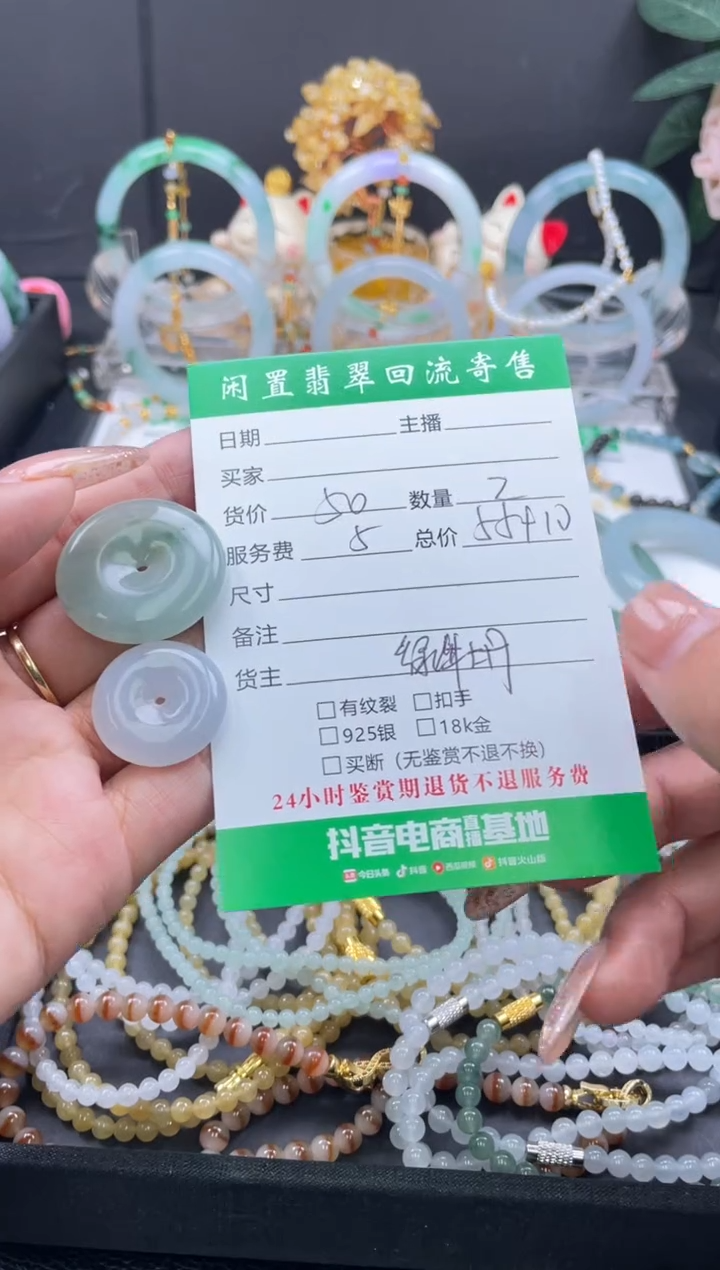 闲置翡翠回流寄售
日期 主播
买家
货价 50 数量 2
服务费 5 总价 55410
尺寸
备注
货主
有纹裂 扣手
925银 18k金
买断（无鉴赏不退不换）
24小时鉴赏期退货不退服务费
抖音电商直播基地
今日头条 抖音 西瓜视频 抖音火山版